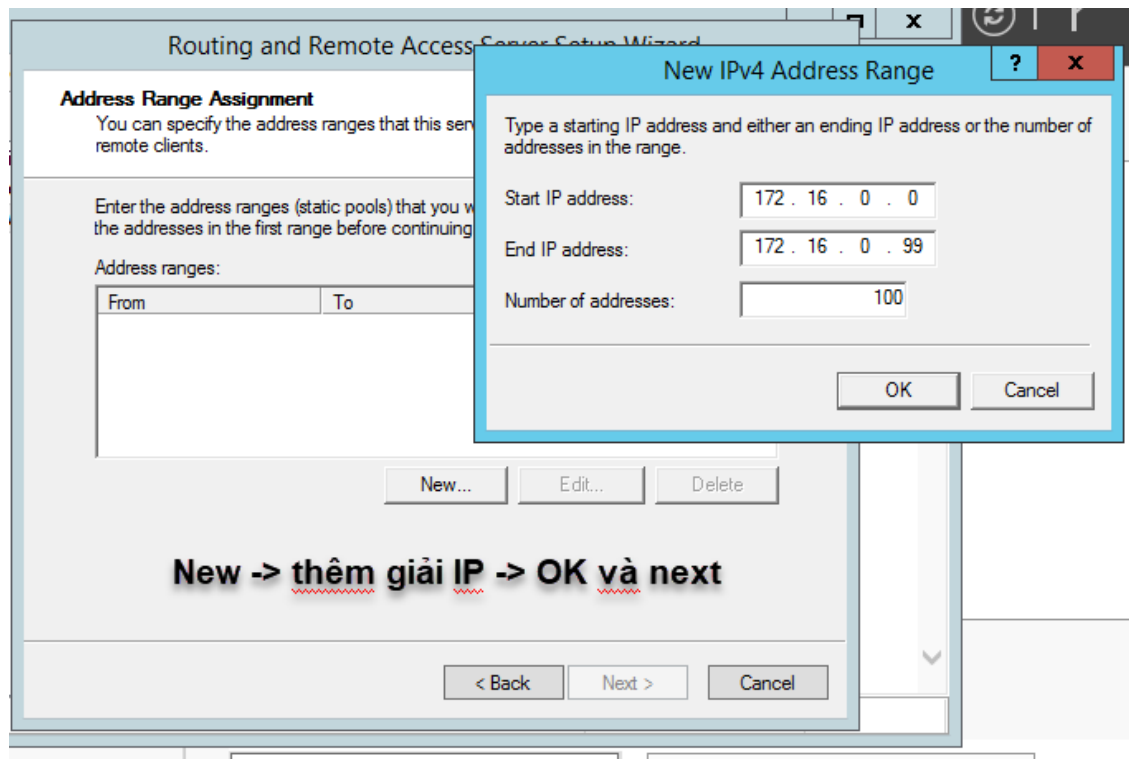 Routing and Remote Access Server Setup Wizard
Address Range Assignment
You can specify the address ranges that this
remote clients.
Enter the address ranges (static pools) that you
the addresses in the first range before continuing
Address ranges:
From To
New... Edit... Delete
New -> thêm giải IP -> OK và next
< Back Next > Cancel
New IPv4 Address Range
? x
Type a starting IP address and either an ending IP address or the number of
addresses in the range.
Start IP address: 172 . 16 . 0 . 0
End IP address: 172 . 16 . 0 . 99
Number of addresses: 100
OK Cancel
x